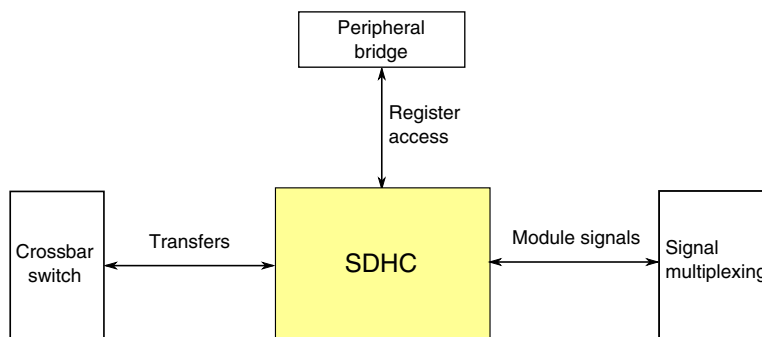 Peripheral
bridge
Register
access
Crossbar
switch
Transfers
SDHC
Module signals
Signal
multiplexing